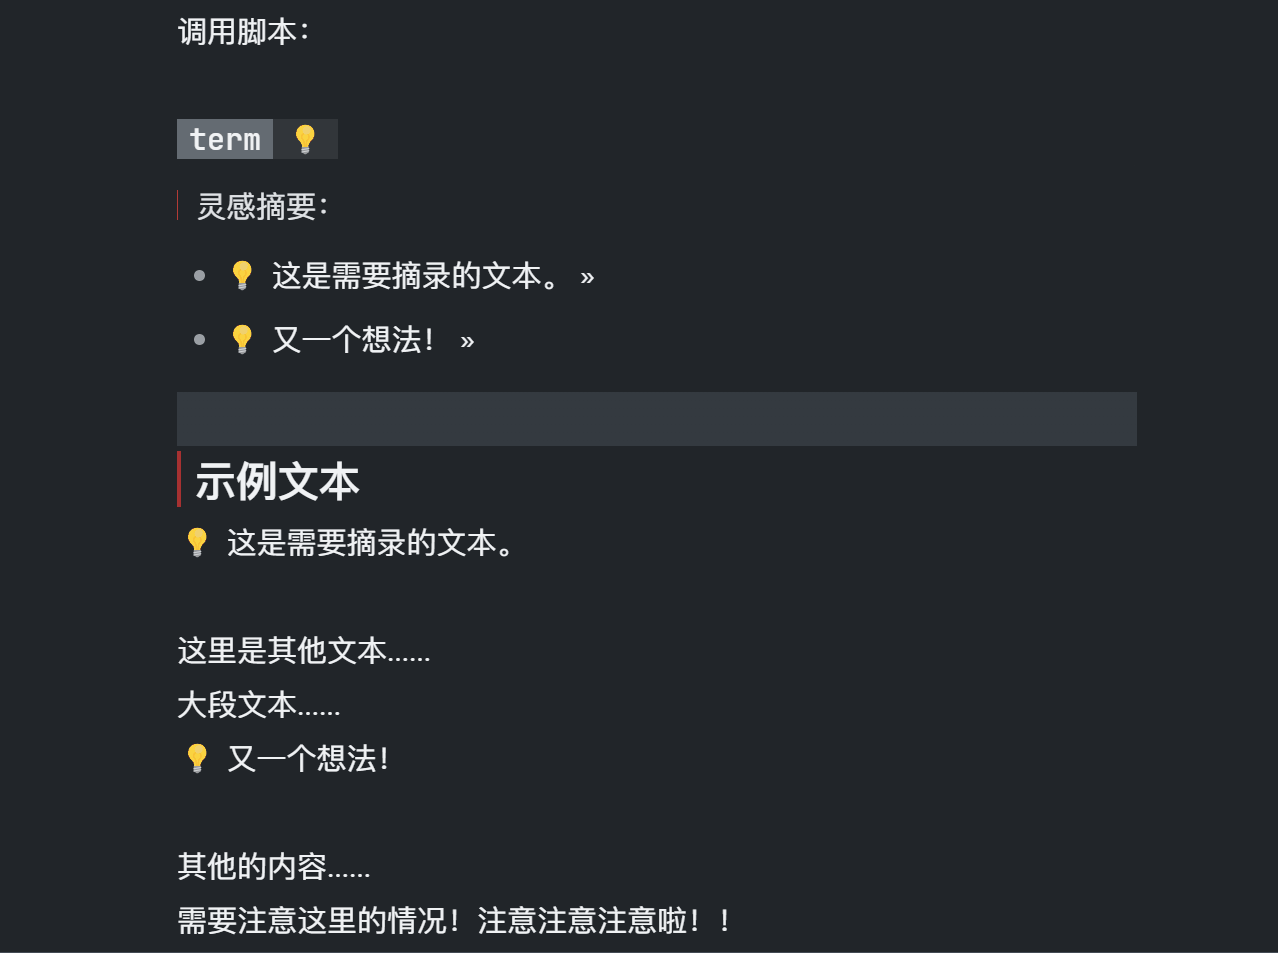 调用脚本：
term 💡
灵感摘要：
• 💡 这是需要摘录的文本。 »
• 💡 又一个想法！ »
示例文本
💡 这是需要摘录的文本。
这里是其他文本……
大段文本……
💡 又一个想法！
其他的内容……
需要注意这里的情况！注意注意注意啦！！